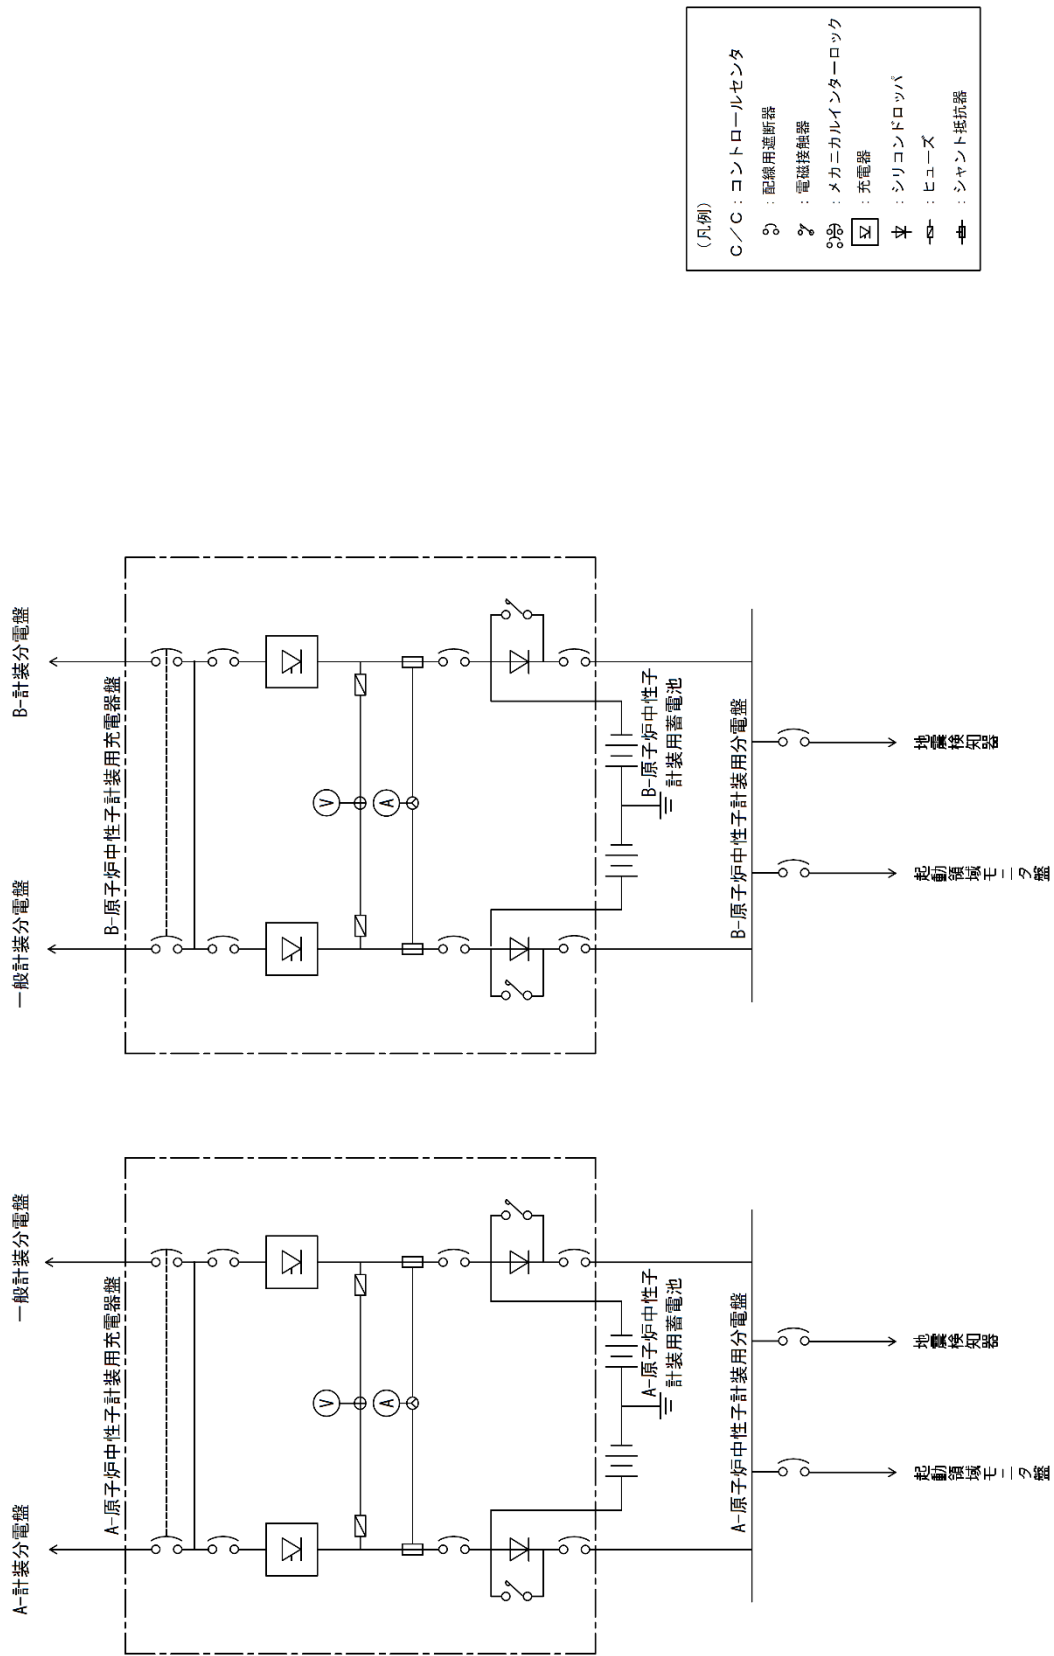 A-計装分電盤
一般計装分電盤
一般計装分電盤
B-計装分電盤
A-原子炉中性子計装用充電器盤
B-原子炉中性子計装用充電器盤
V
A
V
A
A-原子炉中性子
計装用蓄電池
B-原子炉中性子
計装用蓄電池
A-原子炉中性子計装用分電盤
B-原子炉中性子計装用分電盤
起動領域モニタ盤
地震検知器
起動領域モニタ盤
地震検知器
(凡例)
C/C:コントロールセンタ
:配線用遮断器
:電磁接触器
:メカニカルインターロック
:充電器
:シリコンドロッパ
:ヒューズ
:シャント抵抗器